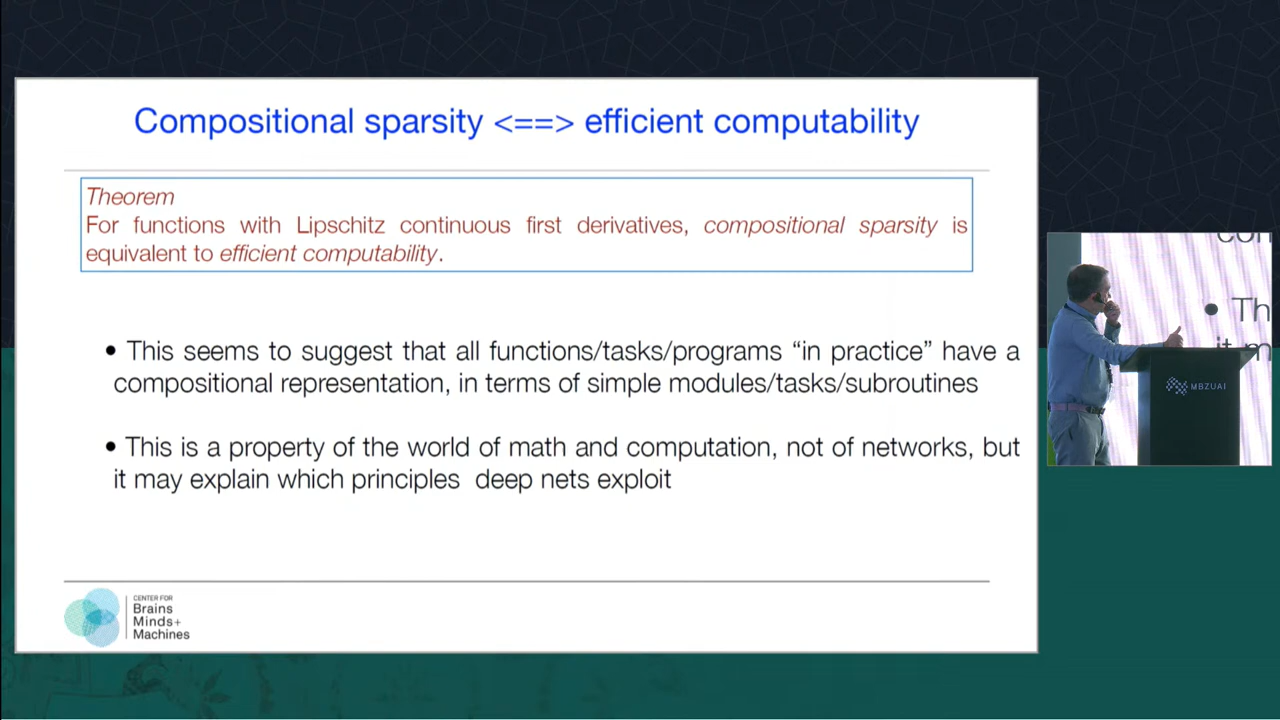 Compositional sparsity <==> efficient computability
Theorem
For functions with Lipschitz continuous first derivatives, compositional sparsity is
equivalent to efficient computability.
• This seems to suggest that all functions/tasks/programs “in practice” have a
compositional representation, in terms of simple modules/tasks/subroutines
• This is a property of the world of math and computation, not of networks, but
it may explain which principles deep nets exploit
CENTER FOR
Brains
Minds+
Machines
• Th
it m
MBZUAI